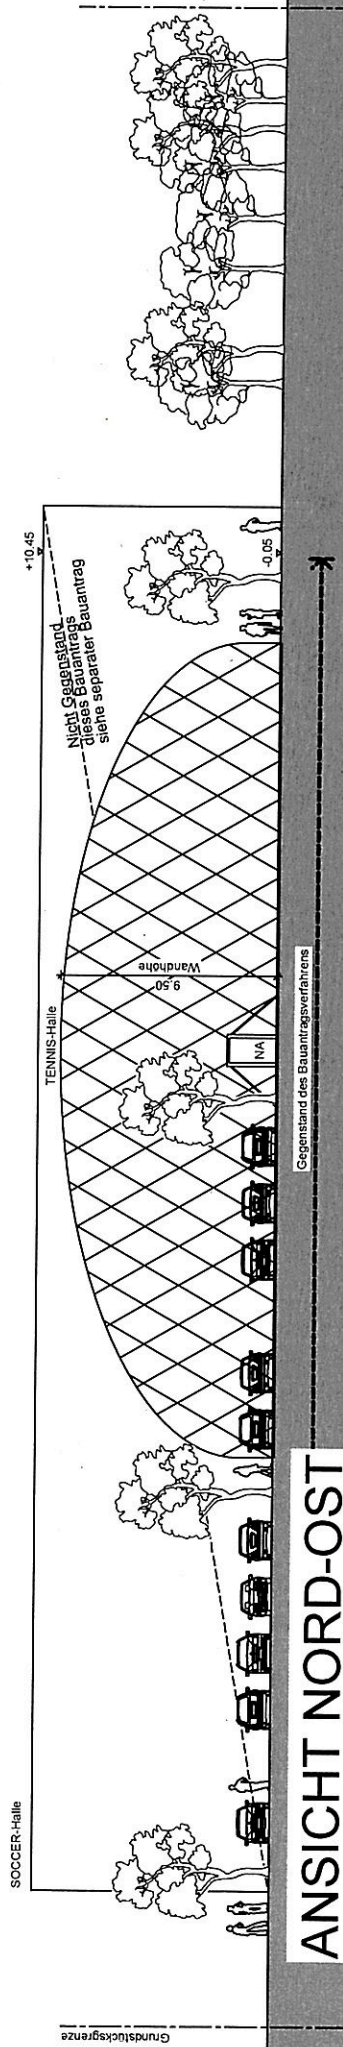 SOCCER-Halle
TENNIS-Halle
+10.45
Nicht Gegenstand
dieses Bauantrags
siehe separater Bauantrag
9.50
Wandhöhe
-0.05
NA
Grundstücksgrenze
Gegenstand des Bauantragsverfahrens
ANSICHT NORD-OST